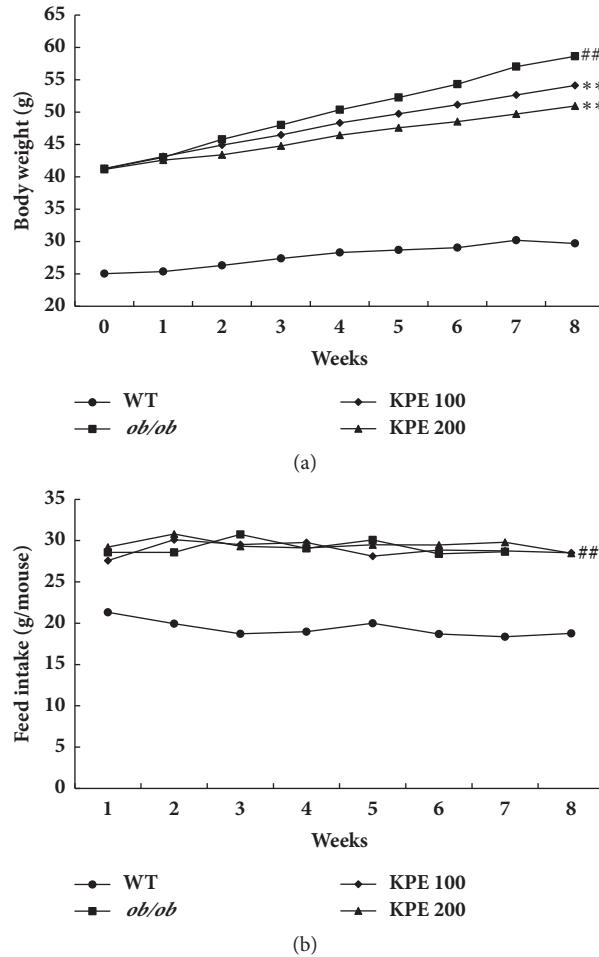 65
60
55
50
45
40
35
30
25
20
Body weight (g)
##
**
**
0 1 2 3 4 5 6 7 8
Weeks
WT KPE 100
ob/ob KPE 200
(a)
35
30
25
20
15
10
5
0
Feed intake (g/mouse)
##
1 2 3 4 5 6 7 8
Weeks
WT KPE 100
ob/ob KPE 200
(b)